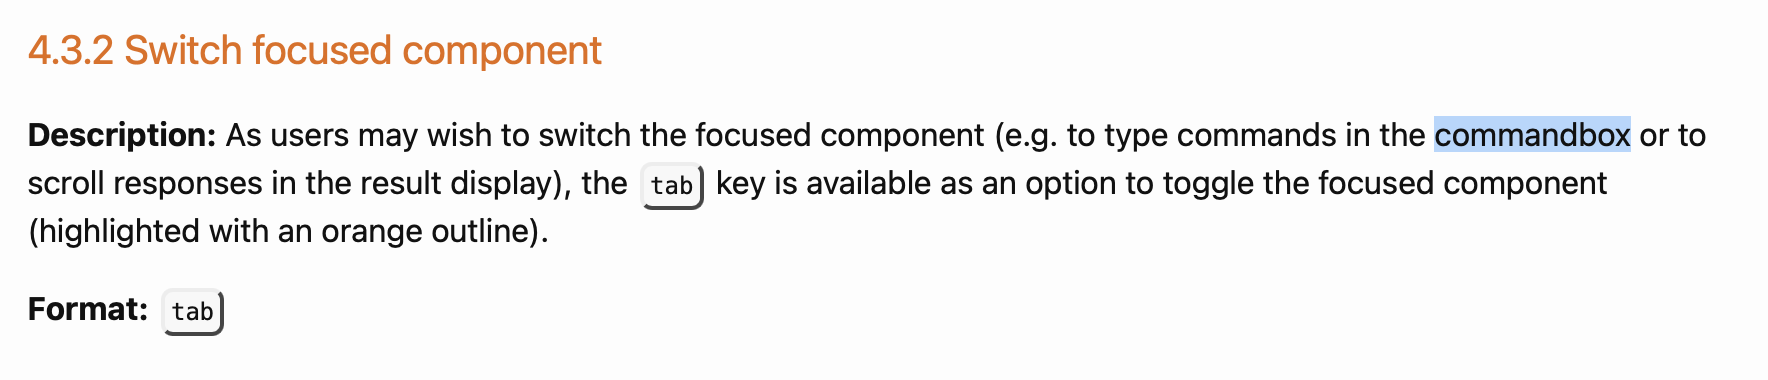 4.3.2 Switch focused component
Description: As users may wish to switch the focused component (e.g. to type commands in the commandbox or to
scroll responses in the result display), the tab key is available as an option to toggle the focused component
(highlighted with an orange outline).
Format: tab